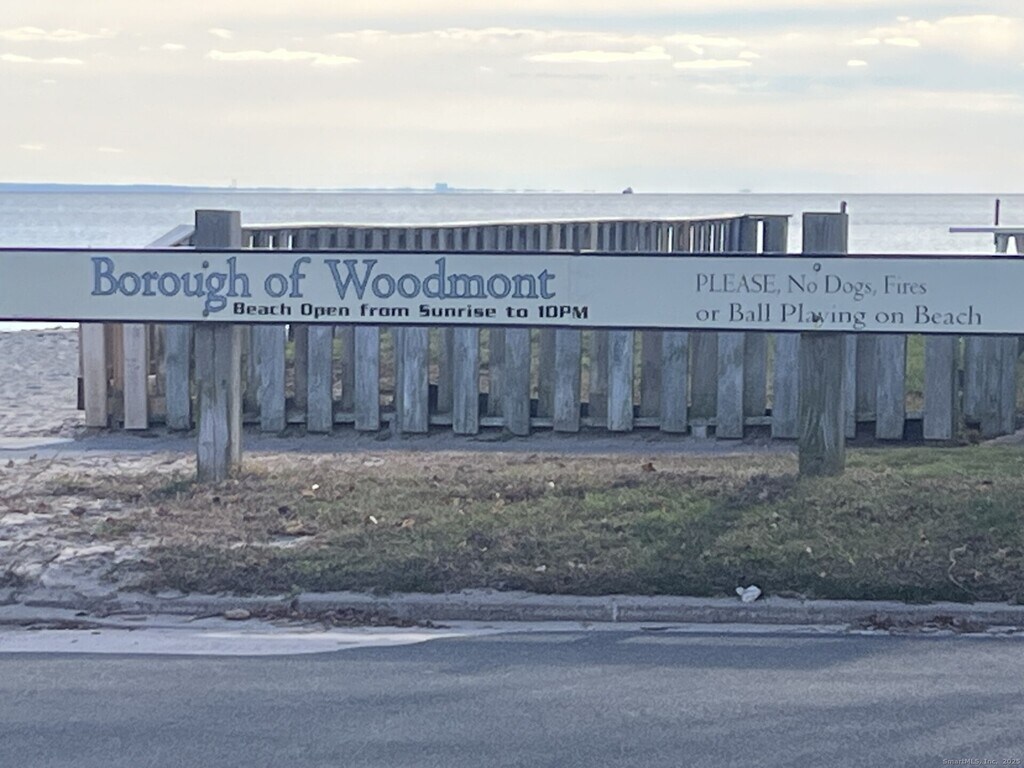 Borough of Woodmont
Beach Open from Sunrise to 10PM
PLEASE, No Dogs, Fires
or Ball Playing on Beach
SmartMLS, Inc. 2025